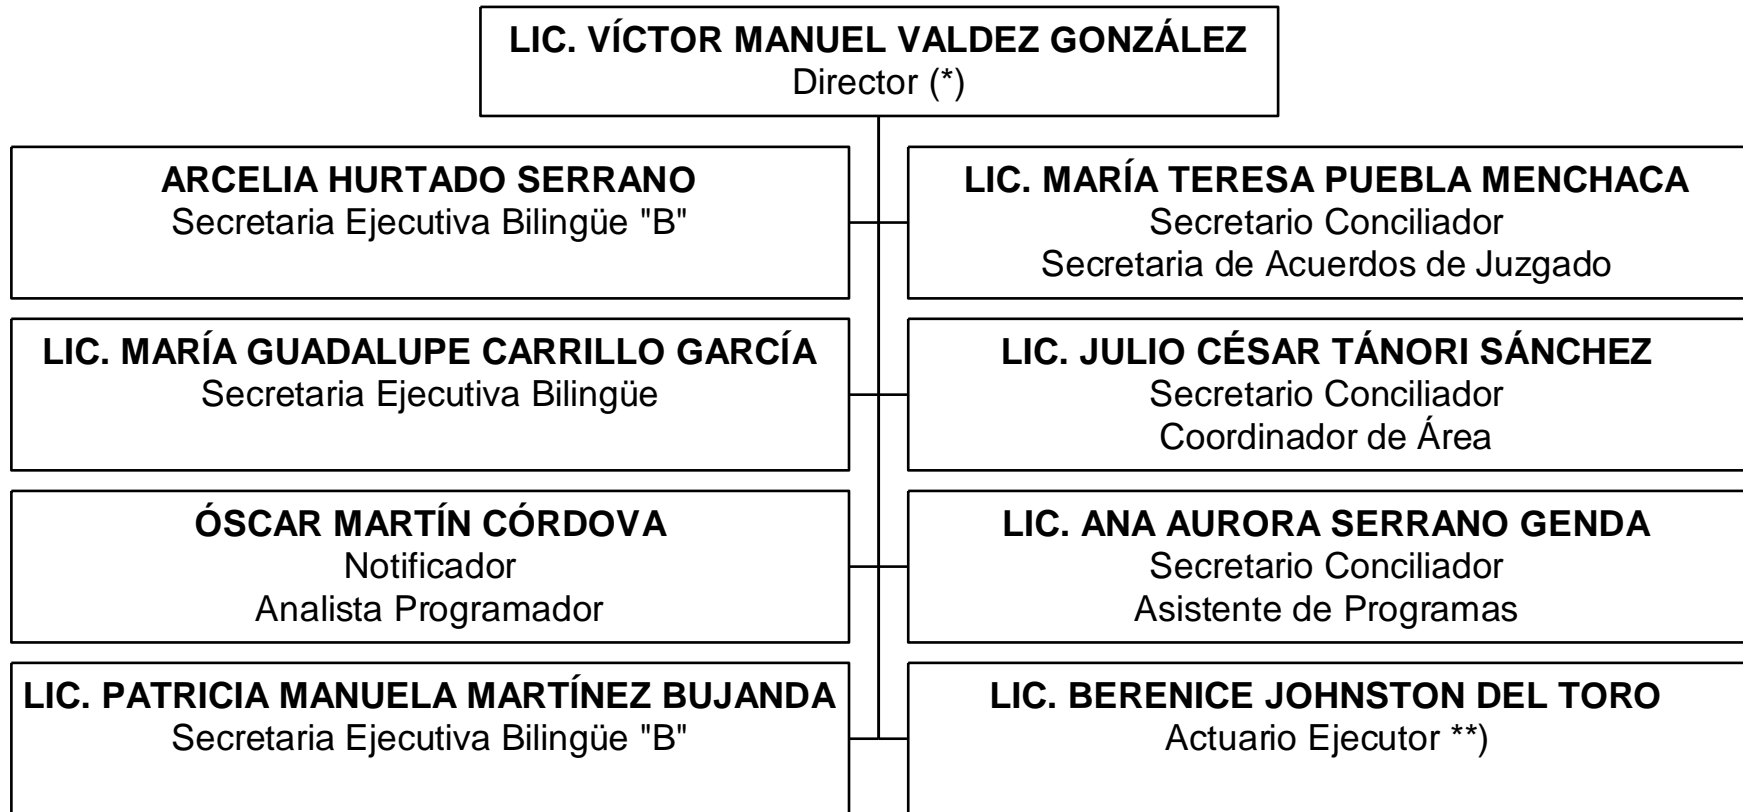 LIC. VÍCTOR MANUEL VALDEZ GONZÁLEZ
Director (*)
ARCELIA HURTADO SERRANO
Secretaria Ejecutiva Bilingüe "B"
LIC. MARÍA TERESA PUEBLA MENCHACA
Secretario Conciliador
Secretaria de Acuerdos de Juzgado
LIC. MARÍA GUADALUPE CARRILLO GARCÍA
Secretaria Ejecutiva Bilingüe
LIC. JULIO CÉSAR TÁNORI SÁNCHEZ
Secretario Conciliador
Coordinador de Área
ÓSCAR MARTÍN CÓRDOVA
Notificador
Analista Programador
LIC. ANA AURORA SERRANO GENDA
Secretario Conciliador
Asistente de Programas
LIC. PATRICIA MANUELA MARTÍNEZ BUJANDA
Secretaria Ejecutiva Bilingüe "B"
LIC. BERENICE JOHNSTON DEL TORO
Actuario Ejecutor **)